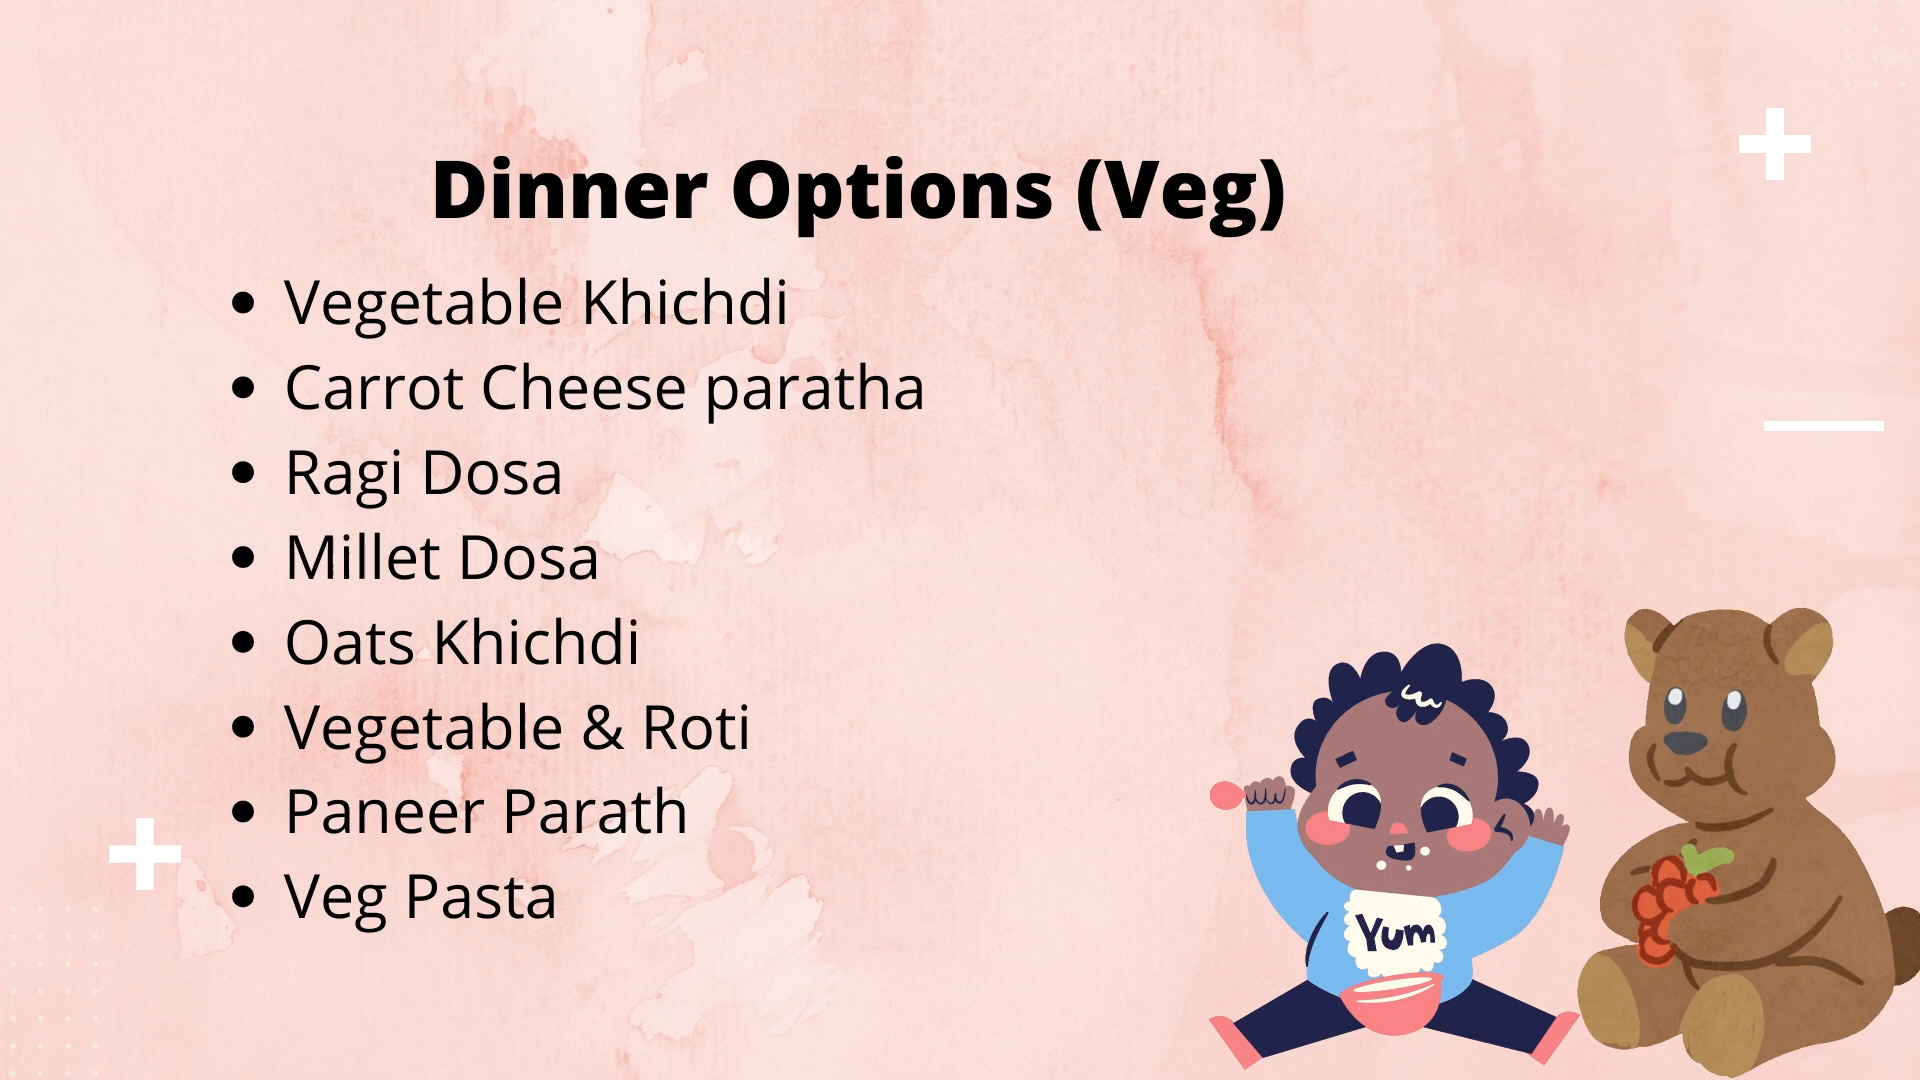 Dinner Options (Veg)
• Vegetable Khichdi
• Carrot Cheese paratha
• Ragi Dosa
• Millet Dosa
• Oats Khichdi
• Vegetable & Roti
• Paneer Parath
• Veg Pasta
Yum